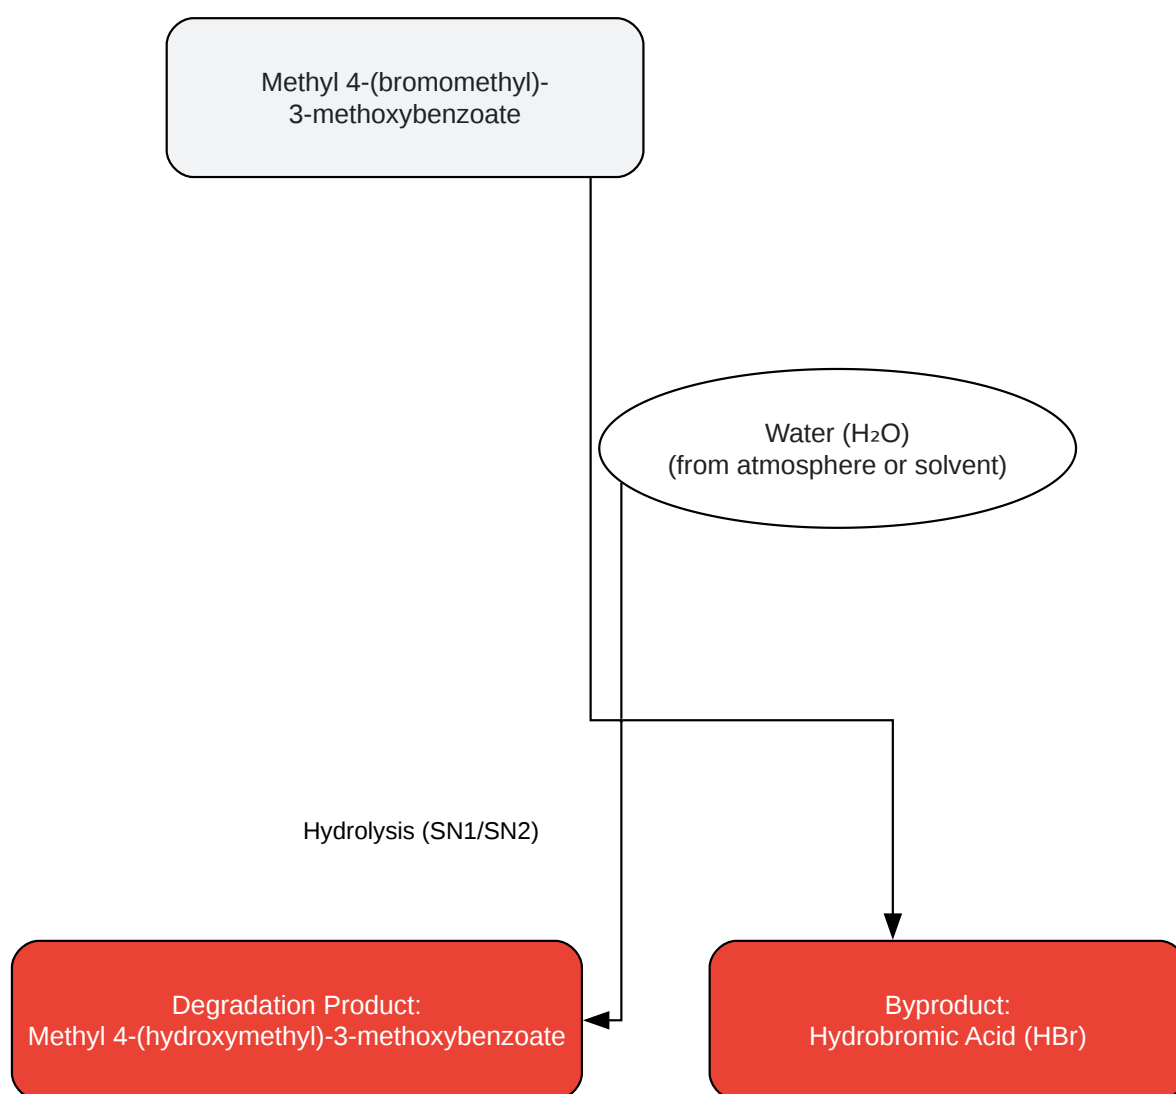 Methyl 4-(bromomethyl)-
3-methoxybenzoate
Water (H₂O)
(from atmosphere or solvent)
Hydrolysis (SN1/SN2)
Degradation Product:
Methyl 4-(hydroxymethyl)-3-methoxybenzoate
Byproduct:
Hydrobromic Acid (HBr)